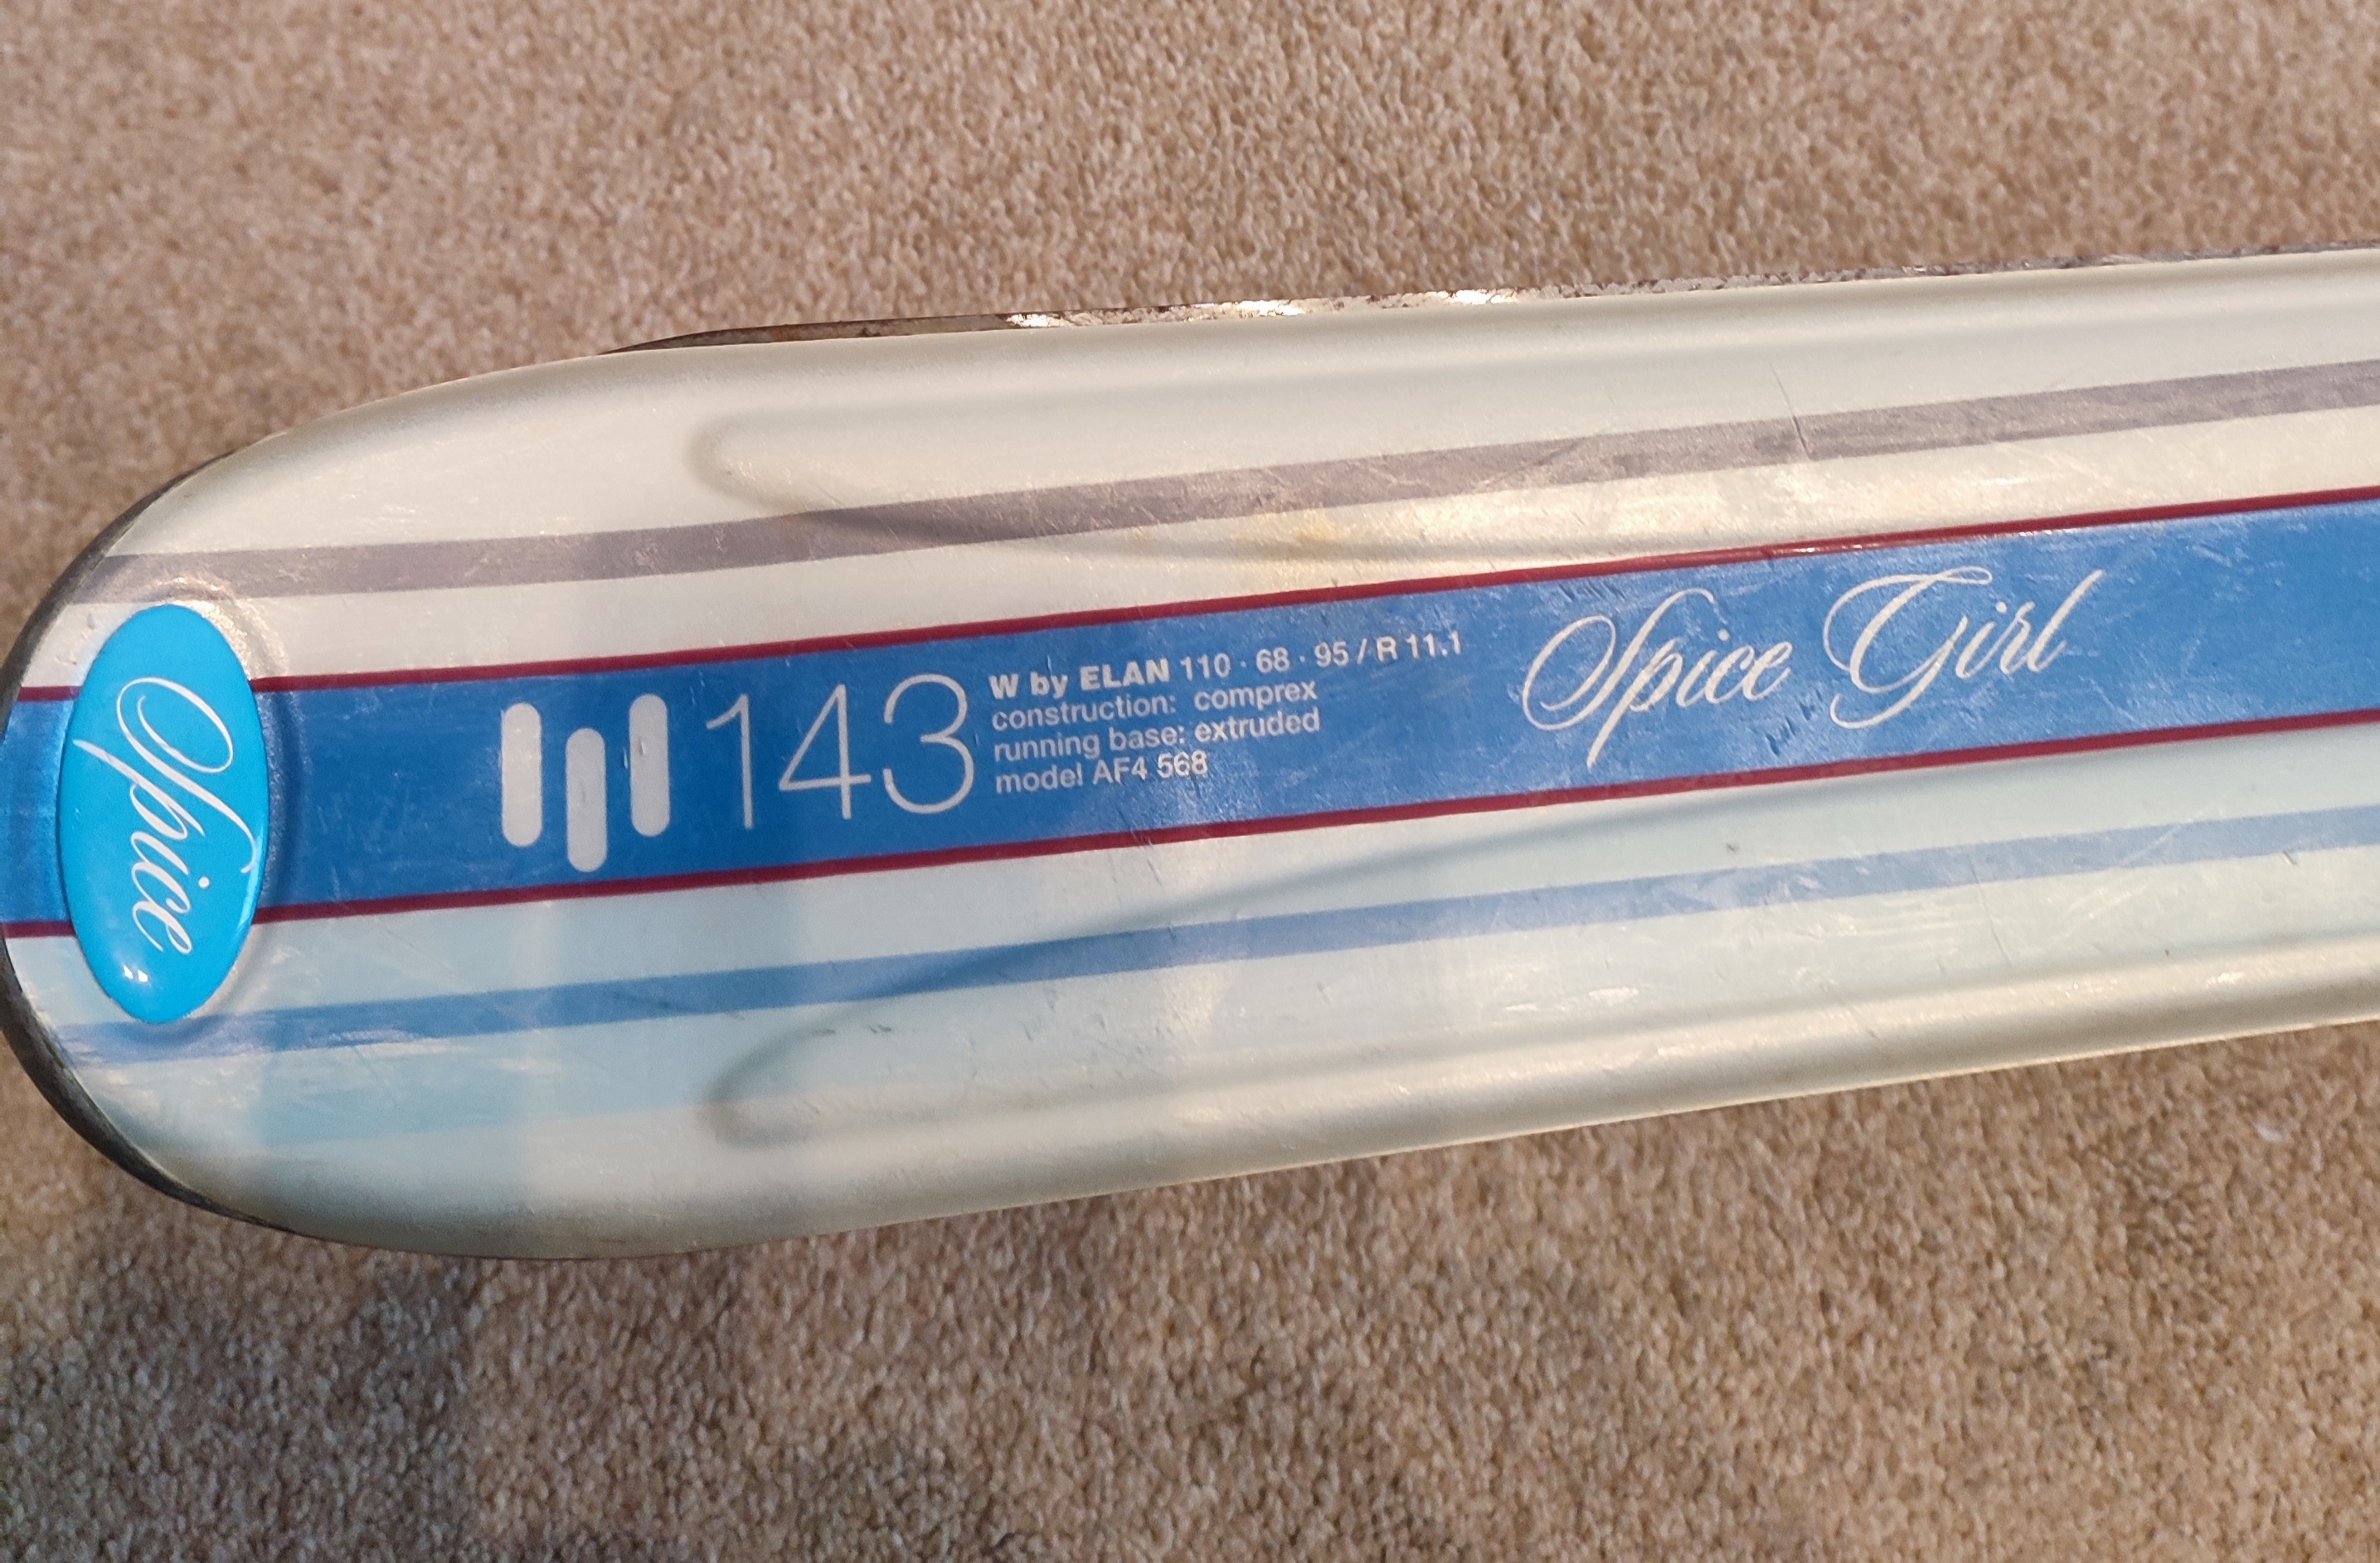 Spice
143
W by ELAN 110 · 68 · 95 / R 11.1
construction: comprex
running base: extruded
model AF4 568
Spice Girl